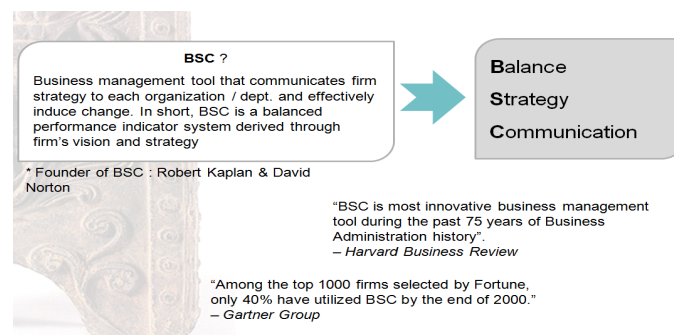 BSC ?
Business management tool that communicates firm
strategy to each organization / dept. and effectively
induce change. In short, BSC is a balanced
performance indicator system derived through
firm's vision and strategy
Balance
Strategy
Communication
* Founder of BSC : Robert Kaplan & David
Norton
“BSC is most innovative business management
tool during the past 75 years of Business
Administration history”.
– Harvard Business Review
“Among the top 1000 firms selected by Fortune,
only 40% have utilized BSC by the end of 2000.”
– Gartner Group